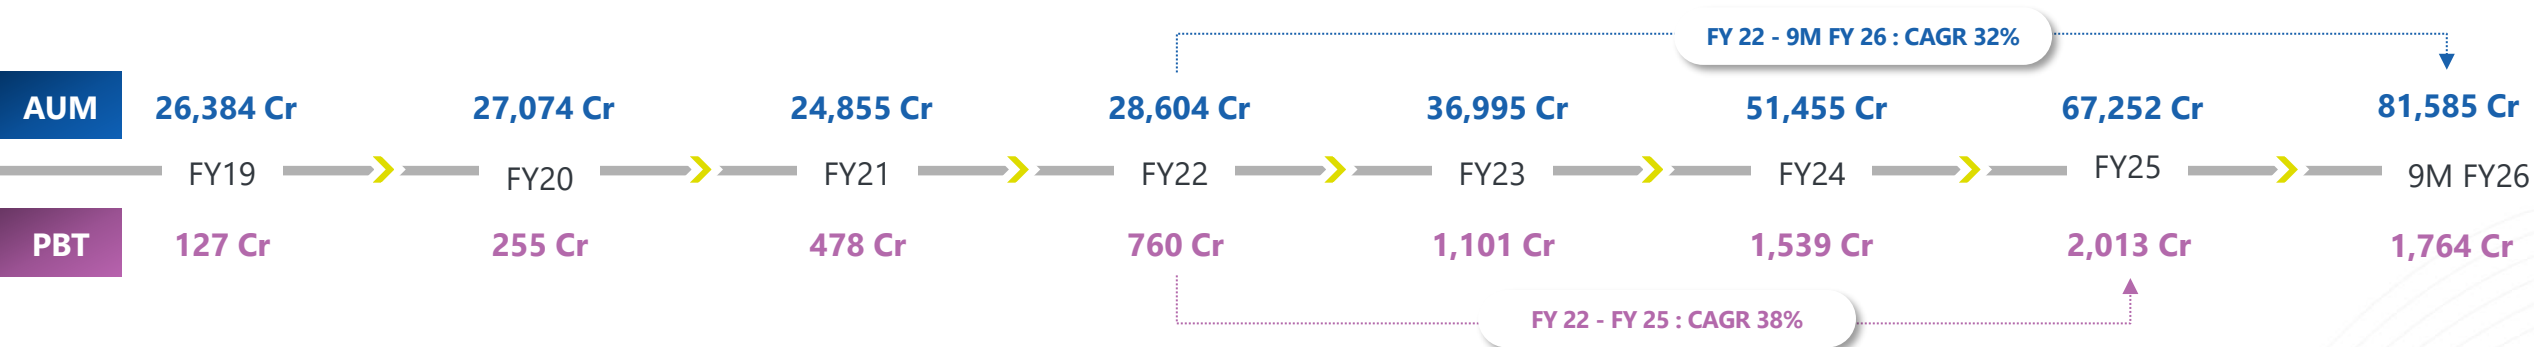 FY 22 - 9M FY 26 : CAGR 32%
AUM 26,384 Cr 27,074 Cr 24,855 Cr 28,604 Cr 36,995 Cr 51,455 Cr 67,252 Cr 81,585 Cr
FY19 FY20 FY21 FY22 FY23 FY24 FY25 9M FY26
PBT 127 Cr 255 Cr 478 Cr 760 Cr 1,101 Cr 1,539 Cr 2,013 Cr 1,764 Cr
FY 22 - FY 25 : CAGR 38%